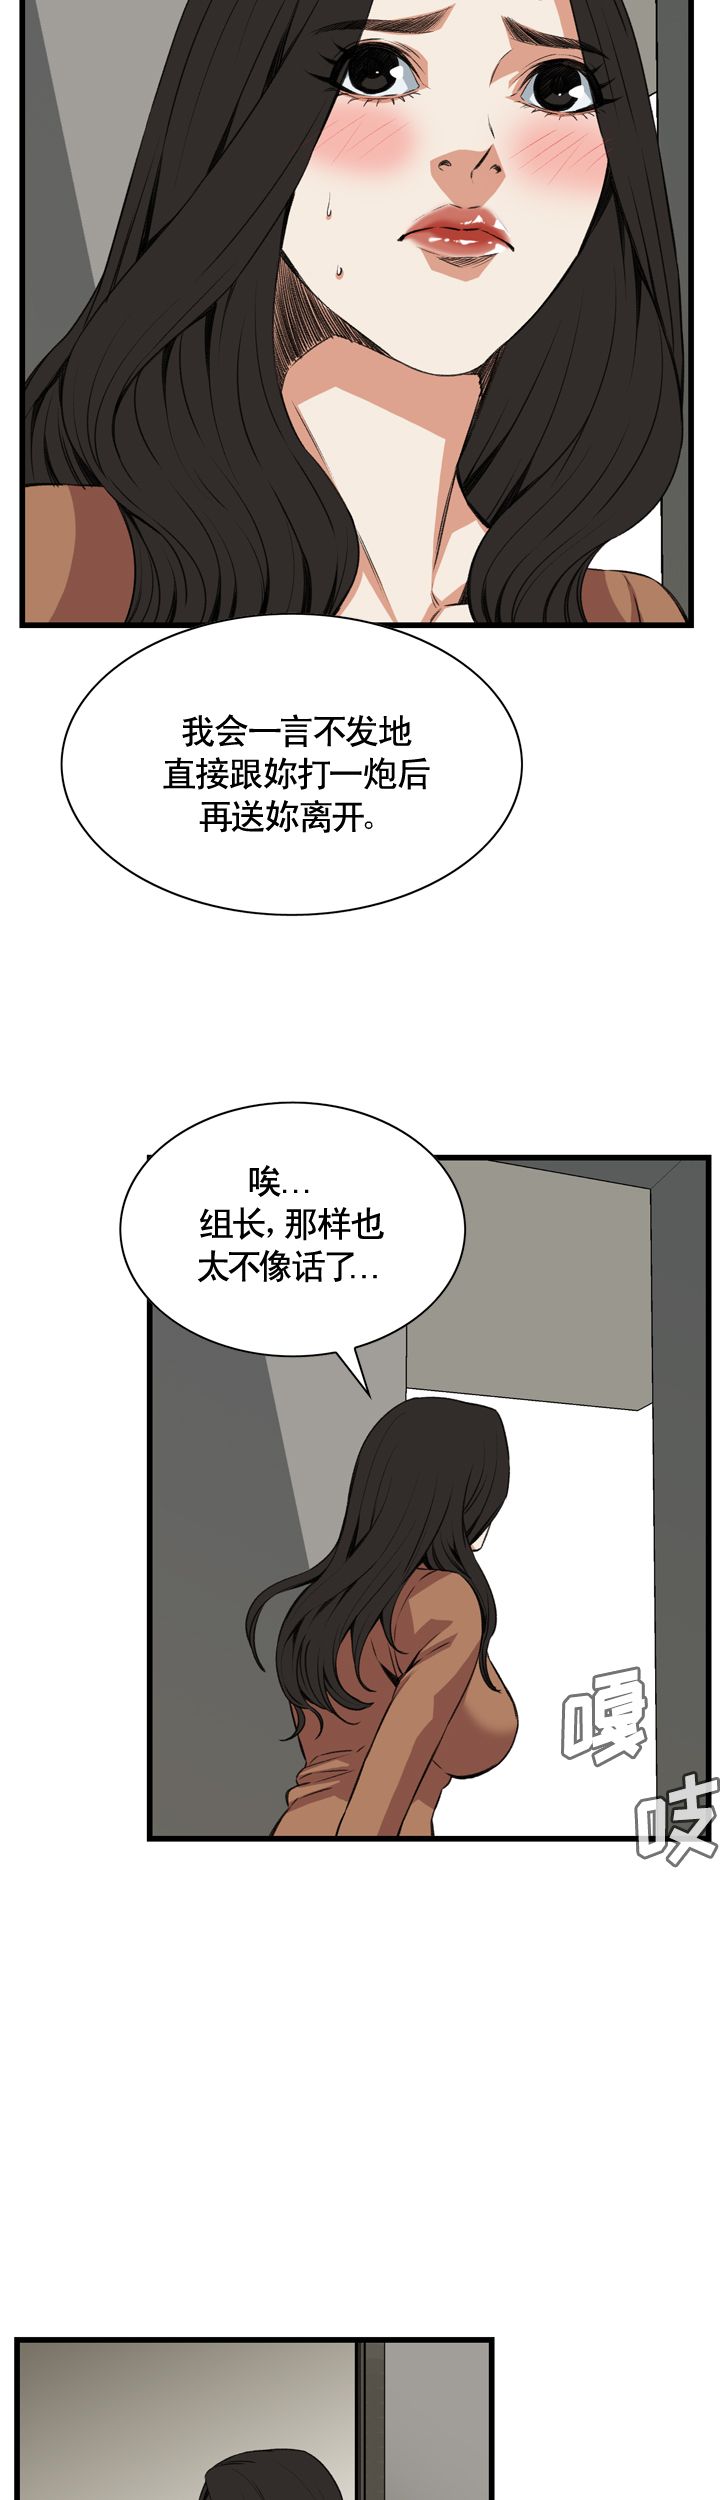 我会一言不发地
直接跟妳打一炮后
再送妳离开。
唉...
组长，那样也
太不像话了...
嘎
吱